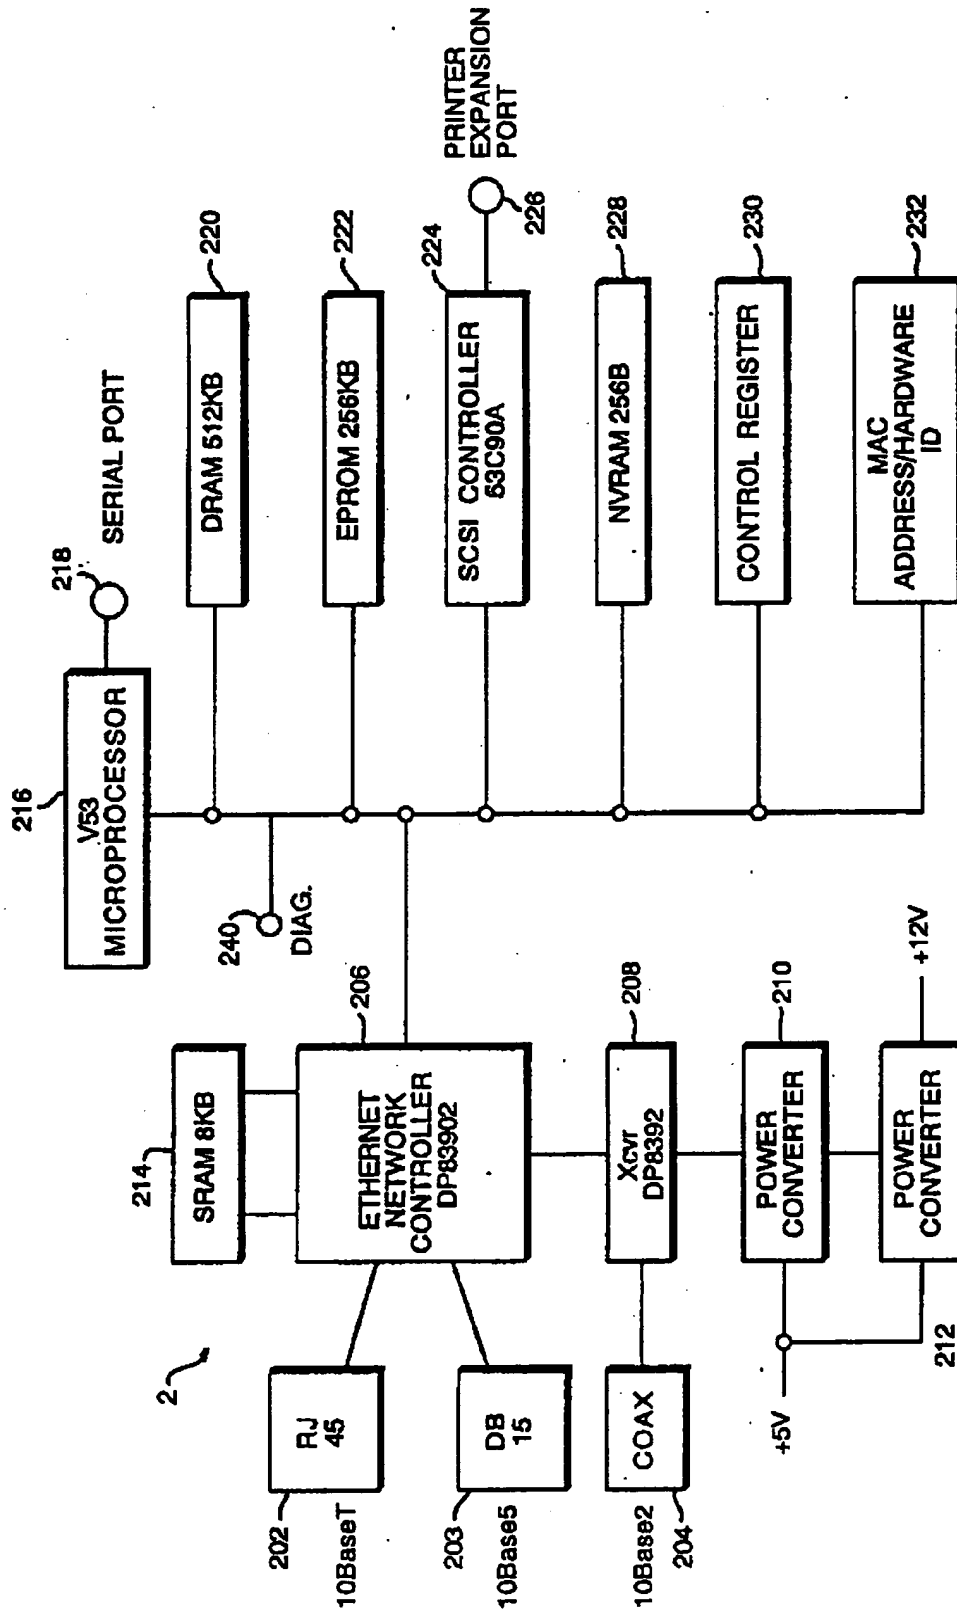 2
202
RJ
45
10BaseT
203
DB
15
10Base5
204
COAX
10Base2
214
SRAM 8KB
206
ETHERNET
NETWORK
CONTROLLER
DP83902
208
Xcvr
DP8392
210
POWER
CONVERTER
+5V
212
POWER
CONVERTER
+12V
216
V53
MICROPROCESSOR
218
SERIAL PORT
240
DIAG.
220
DRAM 512KB
222
EPROM 256KB
224
SCSI CONTROLLER
53C90A
226
PRINTER
EXPANSION
PORT
228
NVRAM 256B
230
CONTROL REGISTER
232
MAC
ADDRESS/HARDWARE
ID